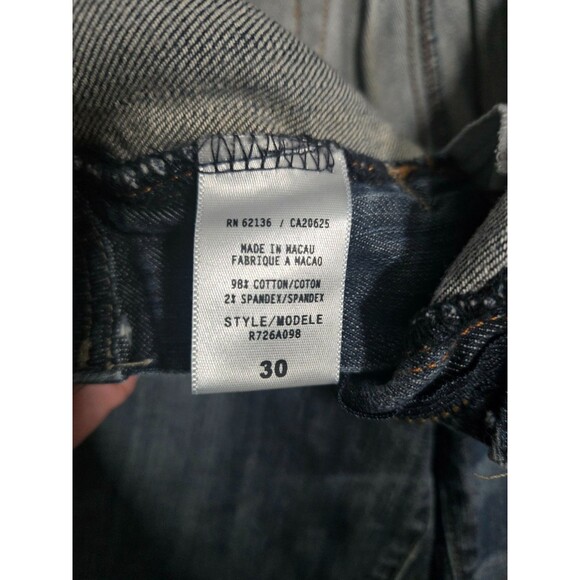 RN 62136 / CA20625
MADE IN MACAU
FABRIQUE A MACAO
98% COTTON/COTON
2% SPANDEX/SPANDEX
STYLE/MODELE
R726A098
30